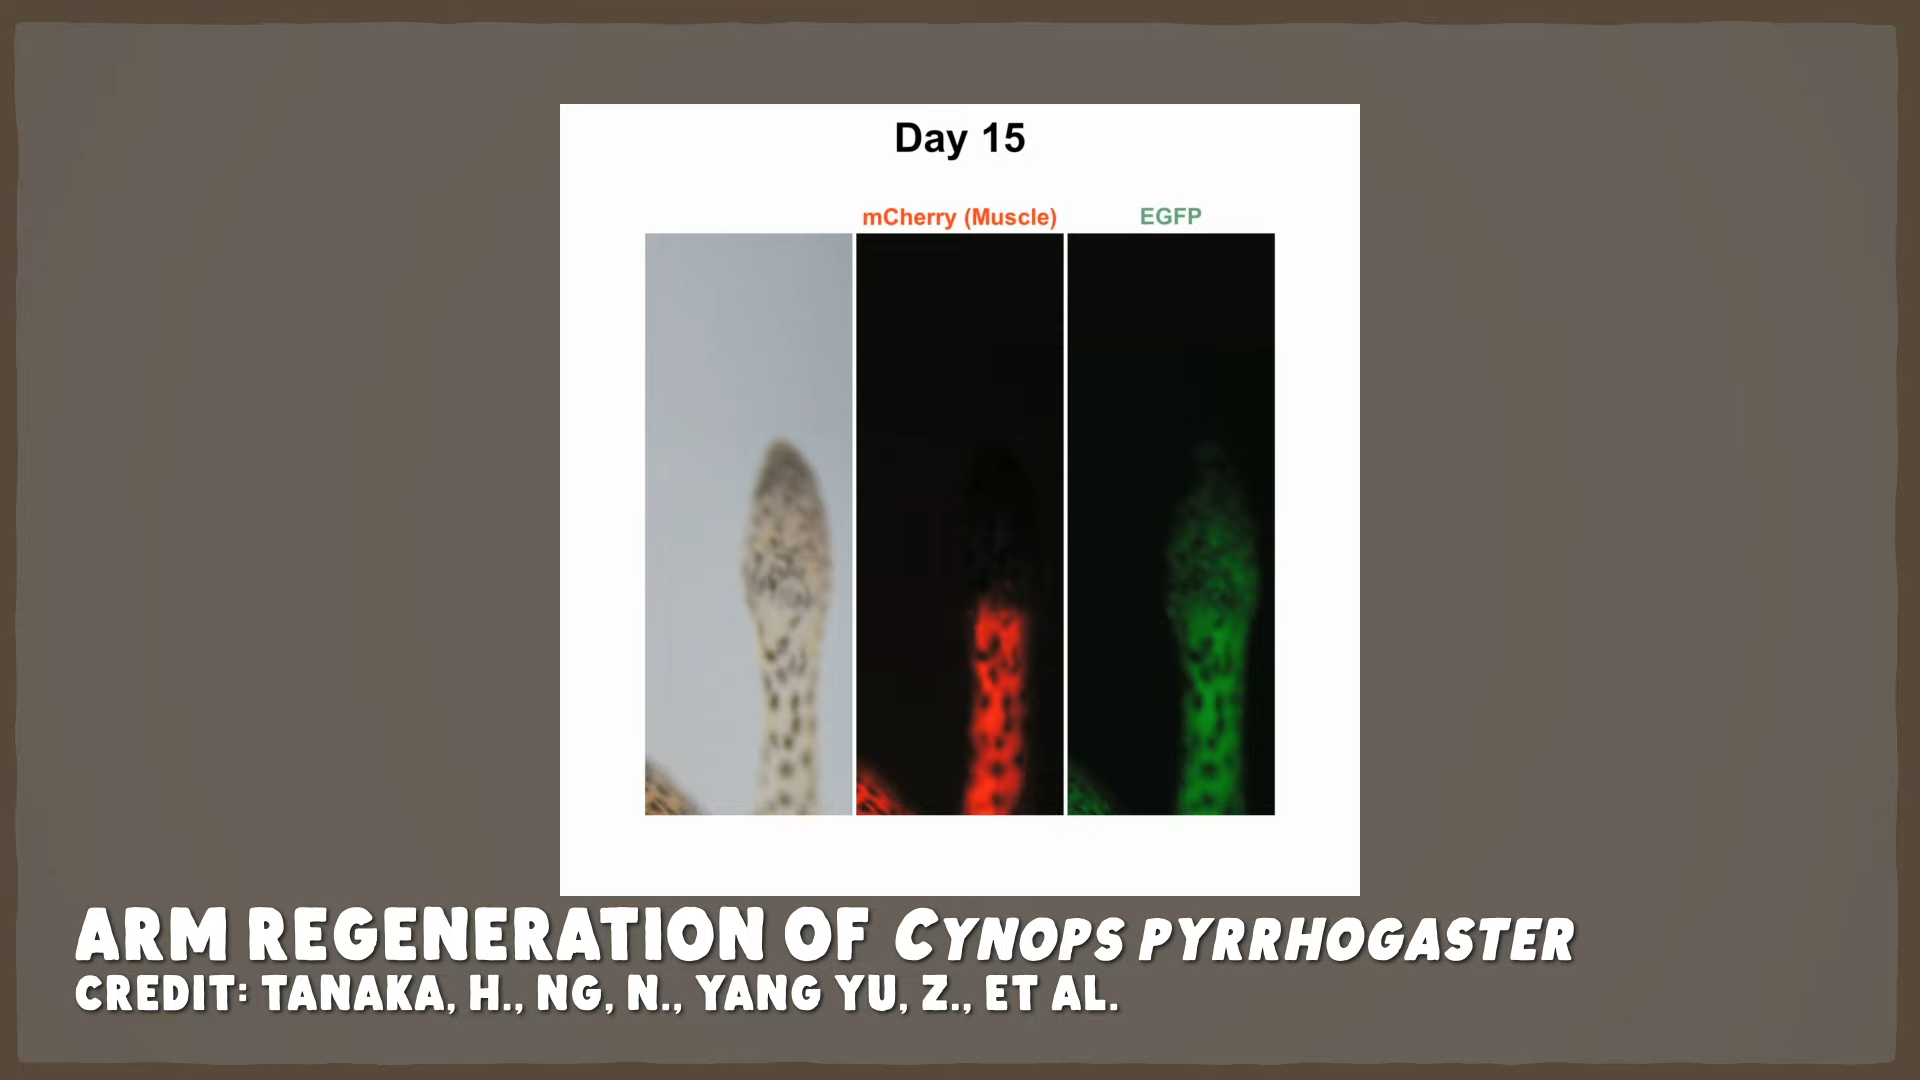 Day 15
mCherry (Muscle) EGFP
ARM REGENERATION OF CYNOPS PYRRHOGASTER
CREDIT: TANAKA, H., NG, N., YANG YU, Z., ET AL.